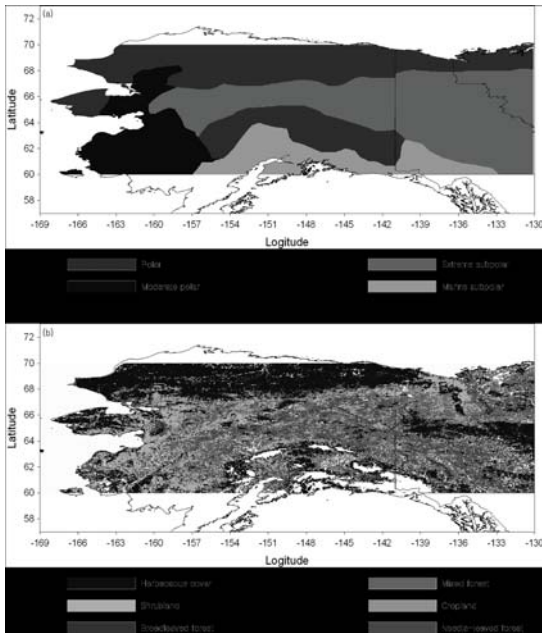 (a)
72
70
68
66
64
62
60
58
Latitude
-169 -166 -163 -160 -157 -154 -151 -148 -145 -142 -139 -136 -133 -130
Logitude
Polar
Extreme subpolar
Moderate polar
Marine subpolar
(b)
72
70
68
66
64
62
60
58
Latitude
-169 -166 -163 -160 -157 -154 -151 -148 -145 -142 -139 -136 -133 -130
Logitude
Herbaceous cover
Mixed forest
Shrubland
Cropland
Broadleaved forest
Needle-leaved forest